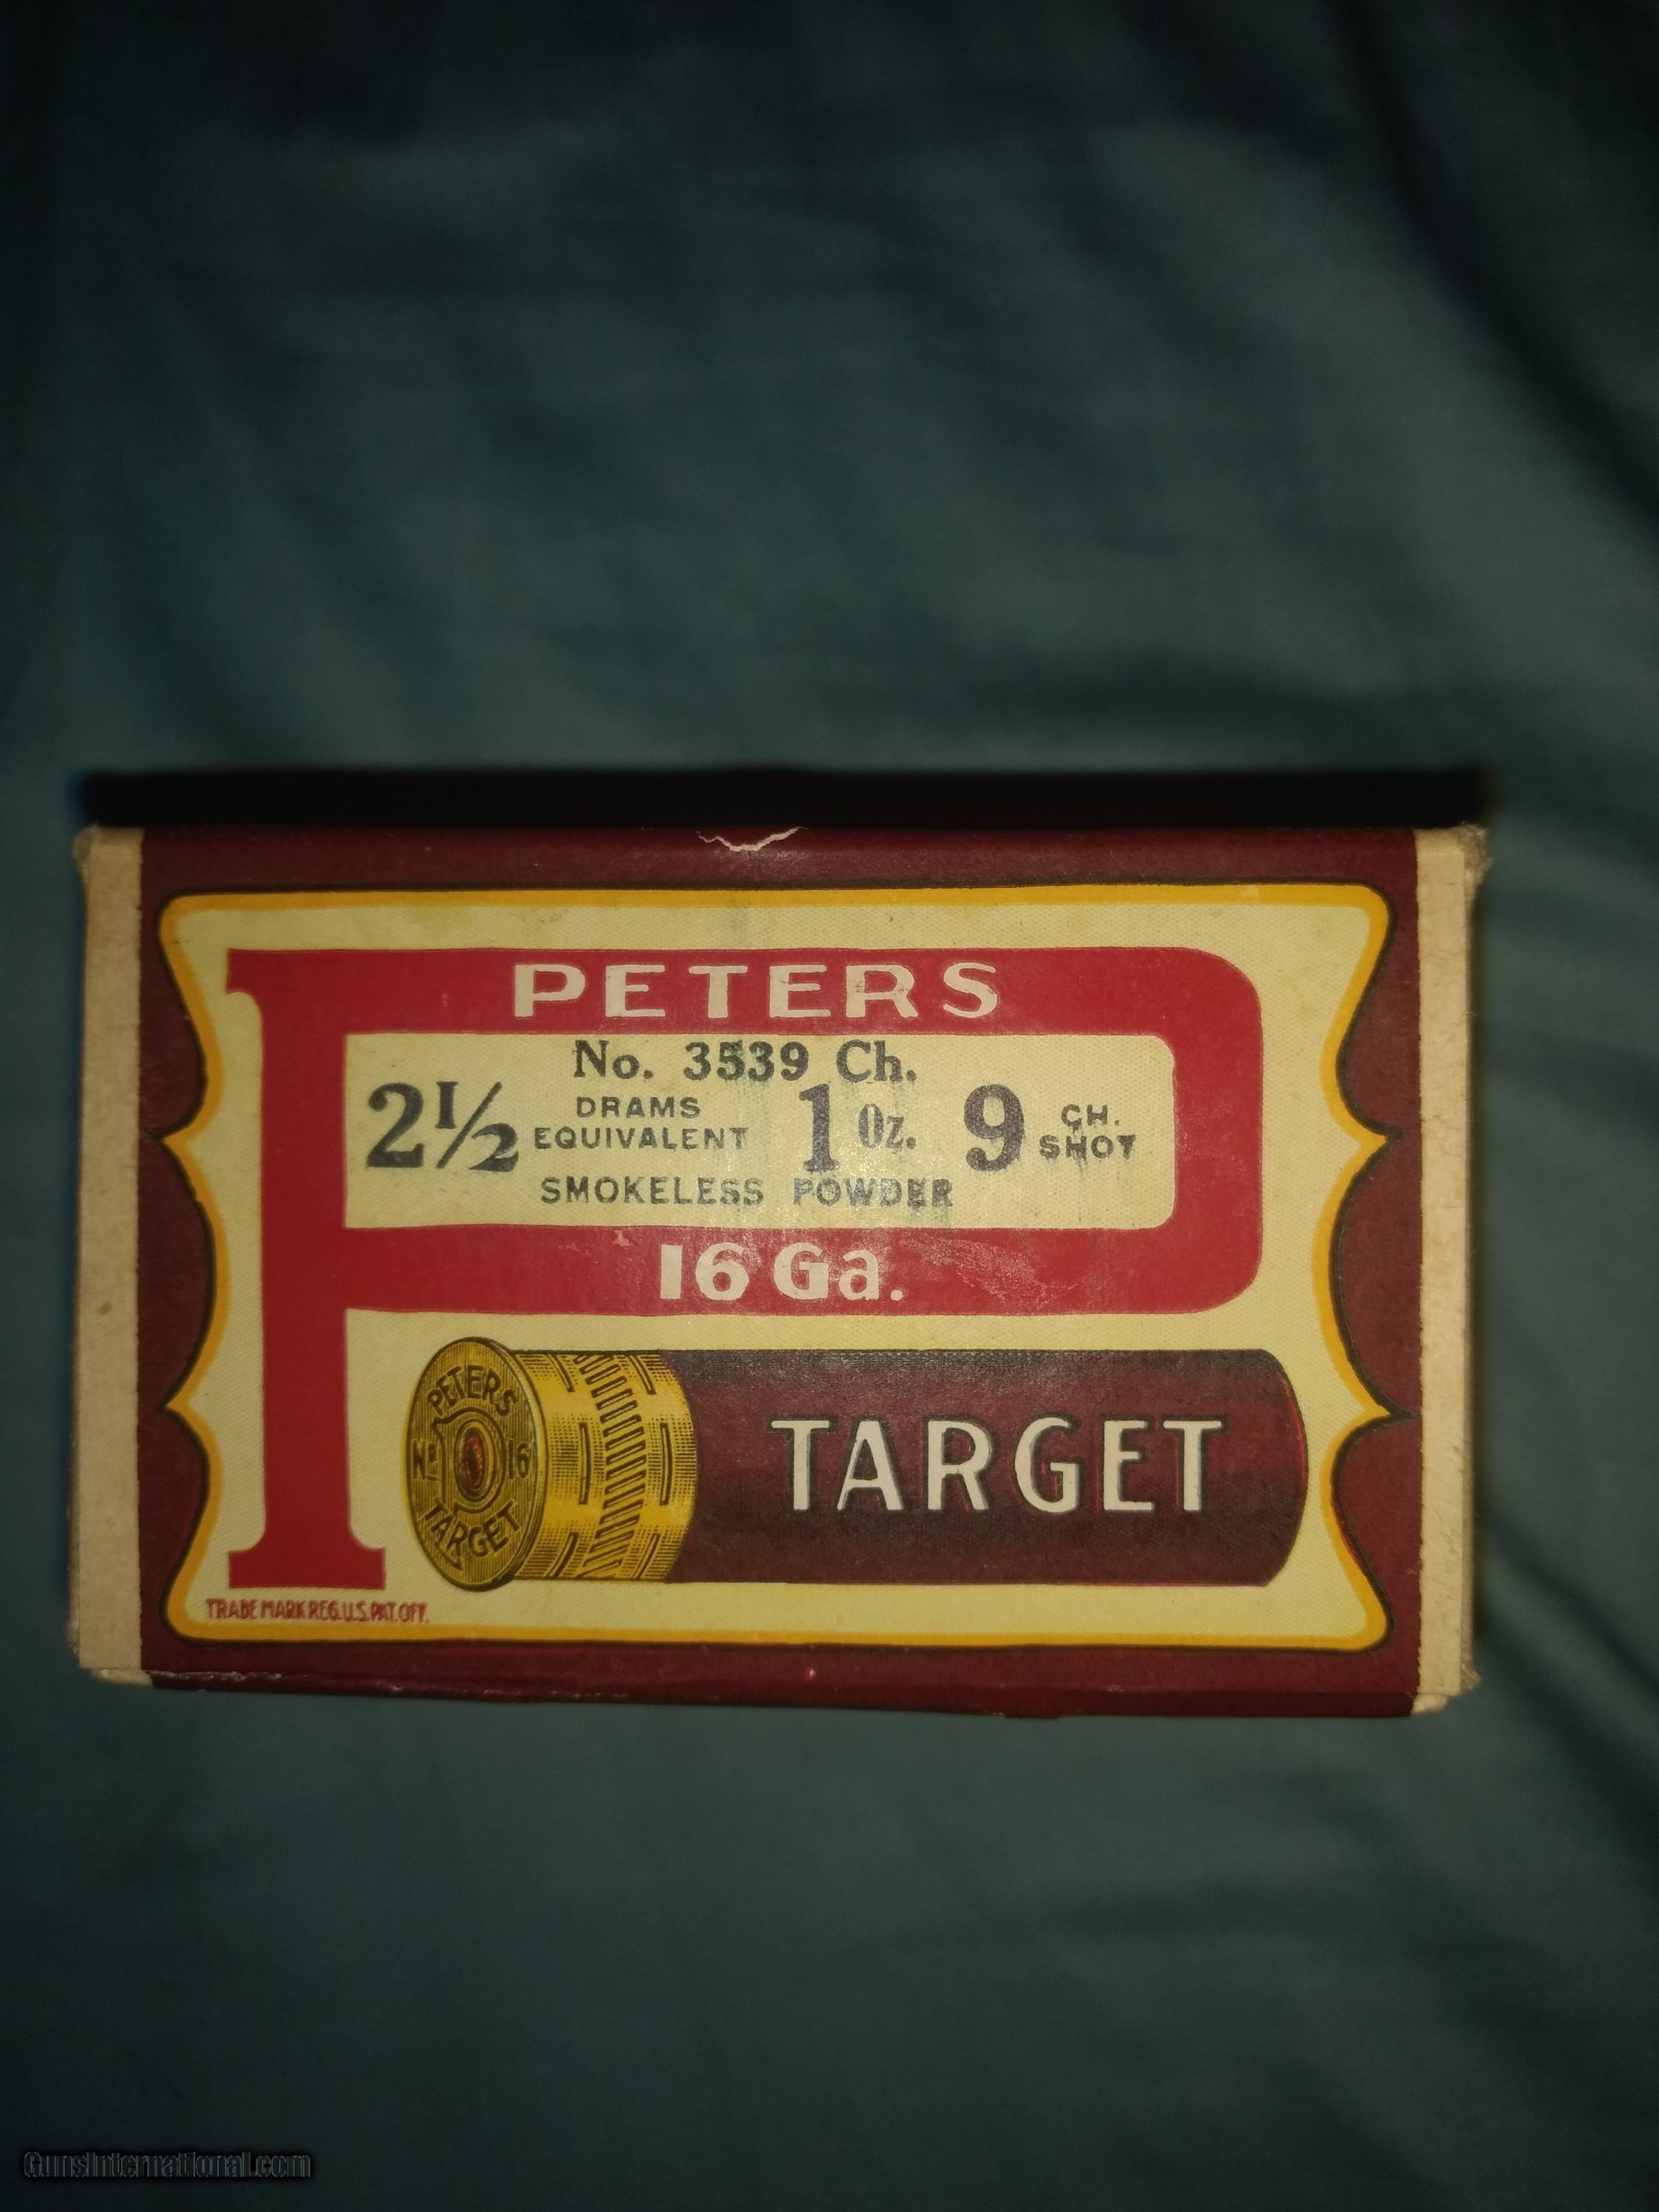 PETERS
No. 3539 Ch.
2½ DRAMS EQUIVALENT 1 Oz. 9 CH. SHOT
SMOKELESS POWDER
16 Ga.
PETERS
No 16
TARGET
TARGET
TRADE MARK REG. U.S. PAT. OFF.
GunsInternational.com